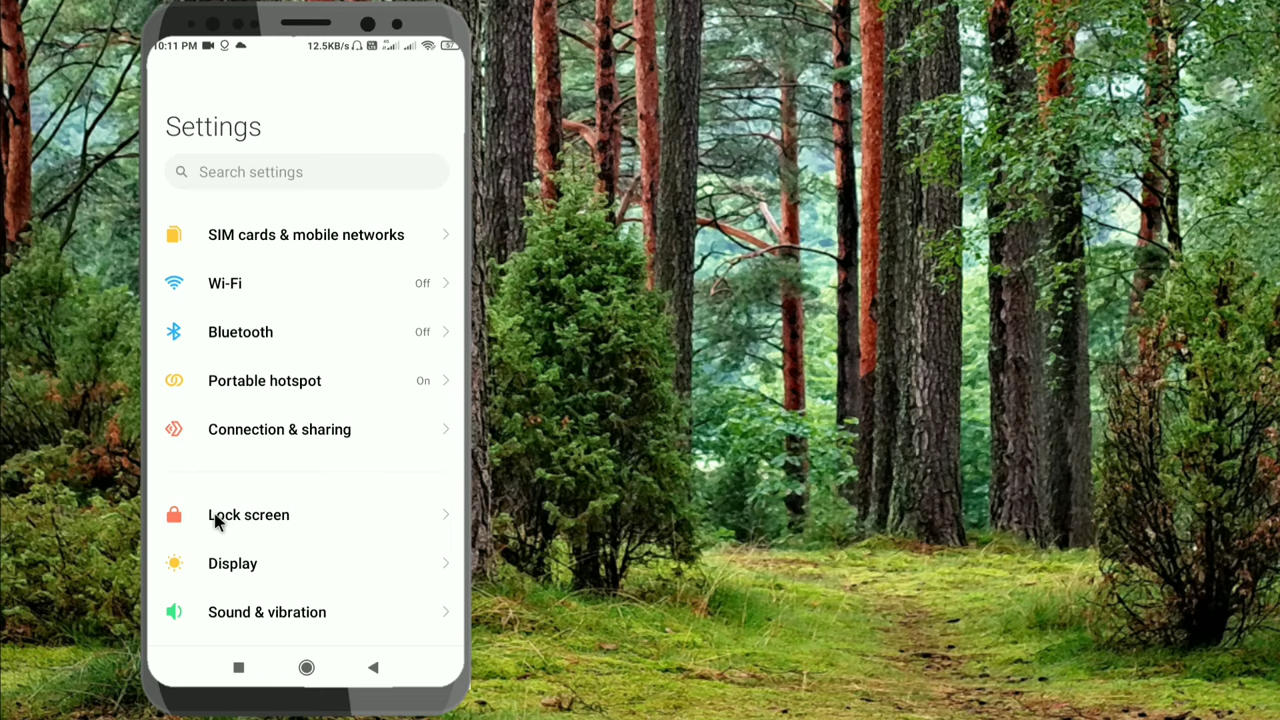 10:11 PM 12.5KB/s 57
Settings
Search settings
SIM cards & mobile networks
Wi-Fi Off
Bluetooth Off
Portable hotspot On
Connection & sharing
Lock screen
Display
Sound & vibration